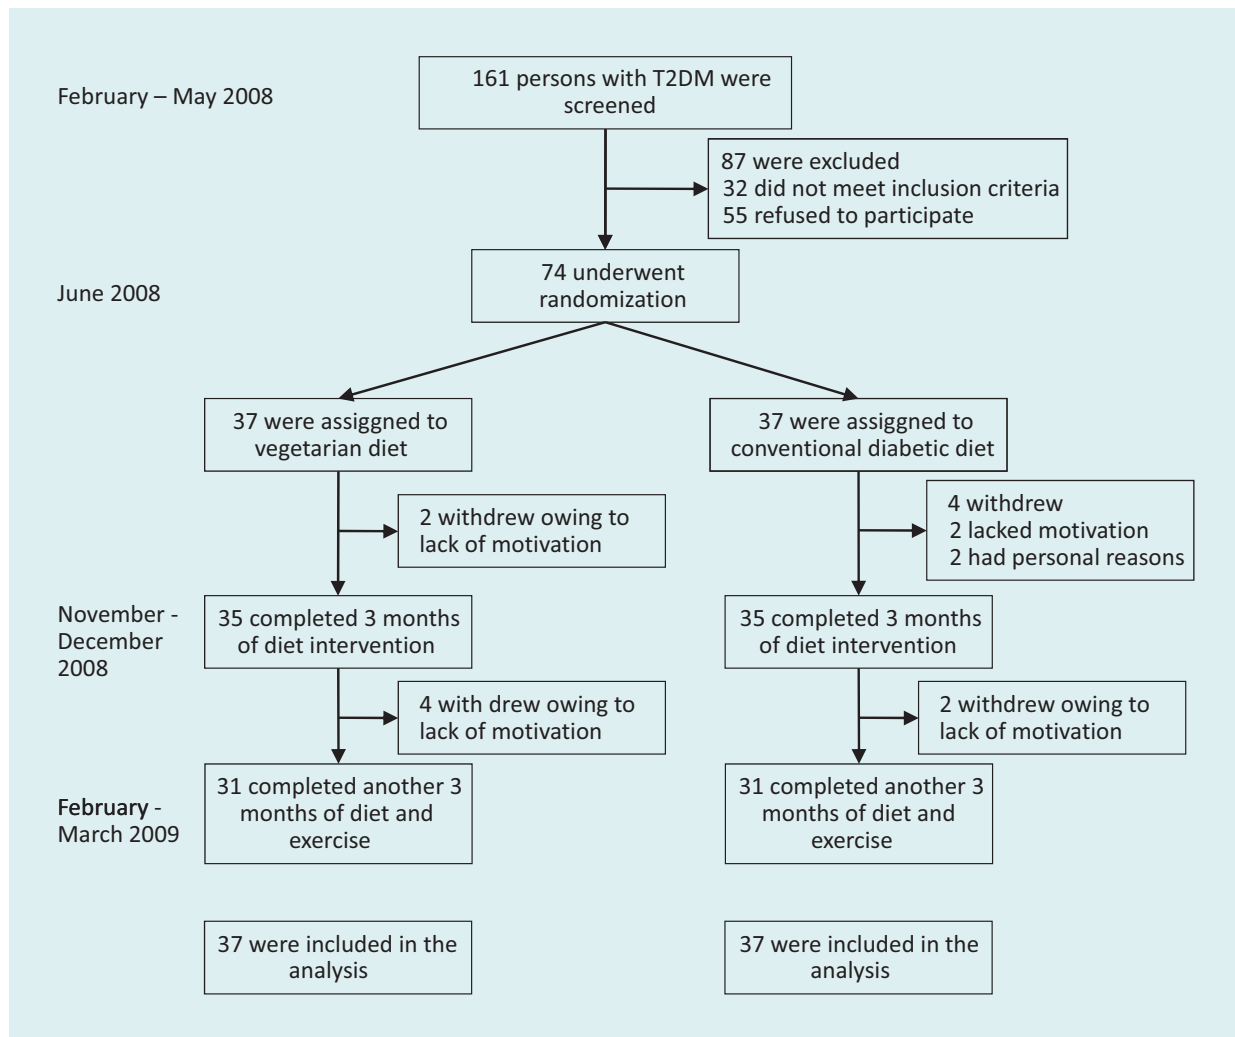 February – May 2008
161 persons with T2DM were
screened
87 were excluded
32 did not meet inclusion criteria
55 refused to participate
June 2008
74 underwent
randomization
37 were assiggned to
vegetarian diet
37 were assiggned to
conventional diabetic diet
2 withdrew owing to
lack of motivation
4 withdrew
2 lacked motivation
2 had personal reasons
November -
December
2008
35 completed 3 months
of diet intervention
35 completed 3 months
of diet intervention
4 with drew owing to
lack of motivation
2 withdrew owing to
lack of motivation
February -
March 2009
31 completed another 3
months of diet and
exercise
31 completed another 3
months of diet and
exercise
37 were included in the
analysis
37 were included in the
analysis